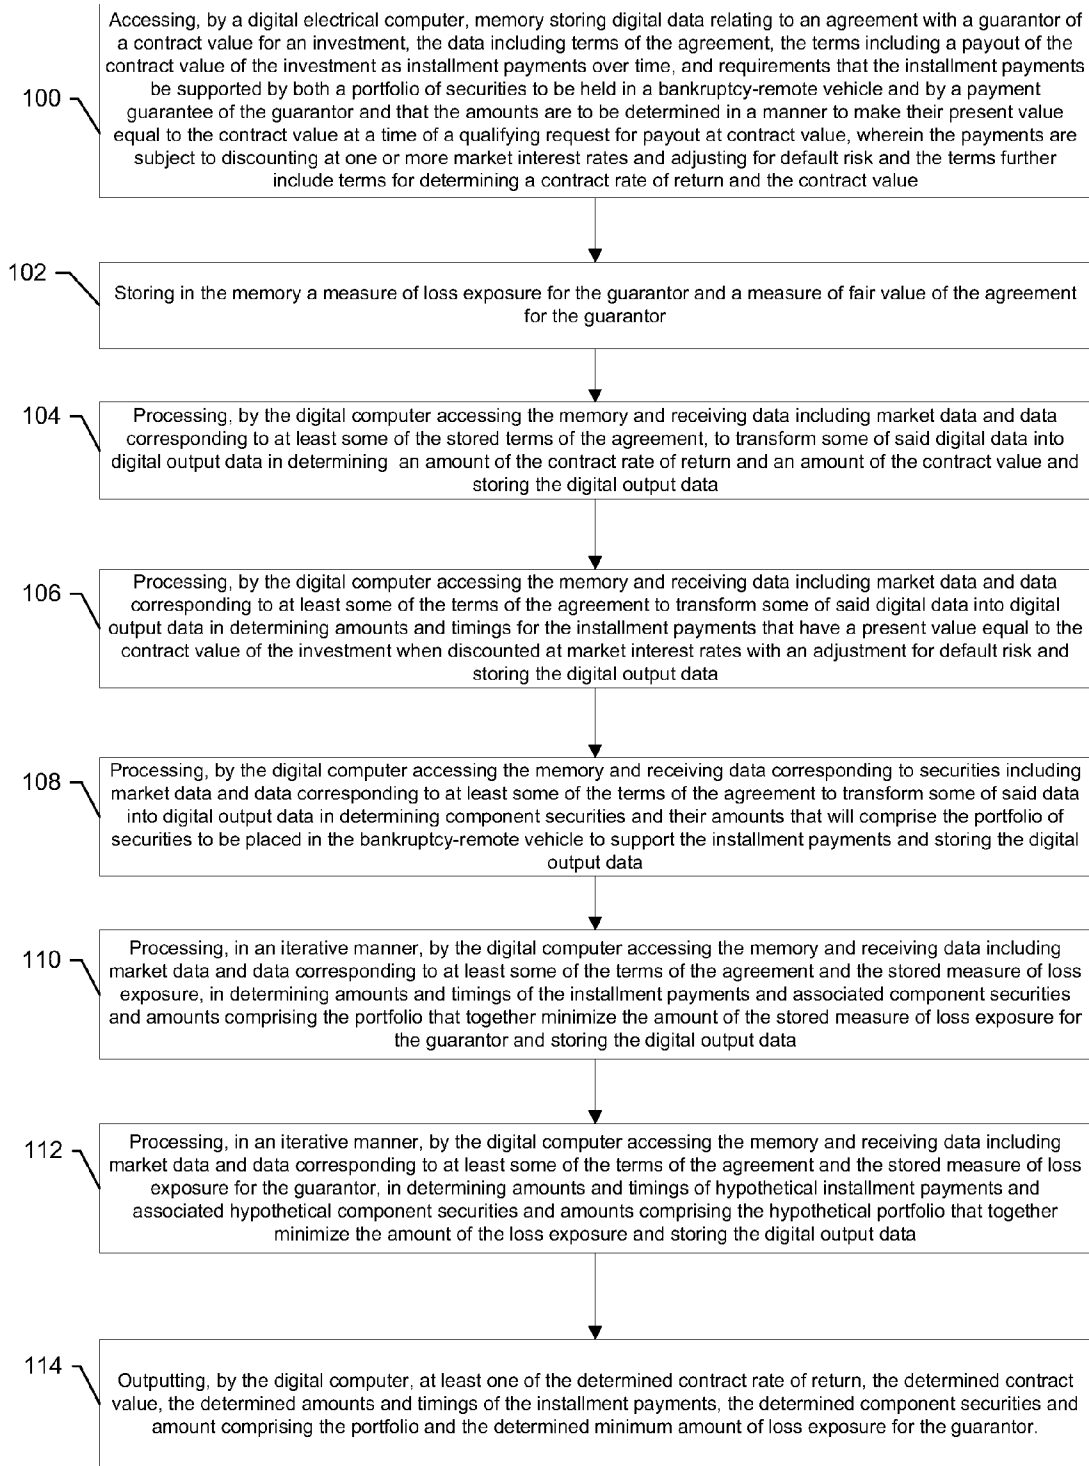 100
Accessing, by a digital electrical computer, memory storing digital data relating to an agreement with a guarantor of
a contract value for an investment, the data including terms of the agreement, the terms including a payout of the
contract value of the investment as installment payments over time, and requirements that the installment payments
be supported by both a portfolio of securities to be held in a bankruptcy-remote vehicle and by a payment
guarantee of the guarantor and that the amounts are to be determined in a manner to make their present value
equal to the contract value at a time of a qualifying request for payout at contract value, wherein the payments are
subject to discounting at one or more market interest rates and adjusting for default risk and the terms further
include terms for determining a contract rate of return and the contract value
102
Storing in the memory a measure of loss exposure for the guarantor and a measure of fair value of the agreement
for the guarantor
104
Processing, by the digital computer accessing the memory and receiving data including market data and data
corresponding to at least some of the stored terms of the agreement, to transform some of said digital data into
digital output data in determining an amount of the contract rate of return and an amount of the contract value and
storing the digital output data
106
Processing, by the digital computer accessing the memory and receiving data including market data and data
corresponding to at least some of the terms of the agreement to transform some of said digital data into digital
output data in determining amounts and timings for the installment payments that have a present value equal to the
contract value of the investment when discounted at market interest rates with an adjustment for default risk and
storing the digital output data
108
Processing, by the digital computer accessing the memory and receiving data corresponding to securities including
market data and data corresponding to at least some of the terms of the agreement to transform some of said data
into digital output data in determining component securities and their amounts that will comprise the portfolio of
securities to be placed in the bankruptcy-remote vehicle to support the installment payments and storing the digital
output data
110
Processing, in an iterative manner, by the digital computer accessing the memory and receiving data including
market data and data corresponding to at least some of the terms of the agreement and the stored measure of loss
exposure, in determining amounts and timings of the installment payments and associated component securities
and amounts comprising the portfolio that together minimize the amount of the stored measure of loss exposure for
the guarantor and storing the digital output data
112
Processing, in an iterative manner, by the digital computer accessing the memory and receiving data including
market data and data corresponding to at least some of the terms of the agreement and the stored measure of loss
exposure for the guarantor, in determining amounts and timings of hypothetical installment payments and
associated hypothetical component securities and amounts comprising the hypothetical portfolio that together
minimize the amount of the loss exposure and storing the digital output data
114
Outputting, by the digital computer, at least one of the determined contract rate of return, the determined contract
value, the determined amounts and timings of the installment payments, the determined component securities and
amount comprising the portfolio and the determined minimum amount of loss exposure for the guarantor.